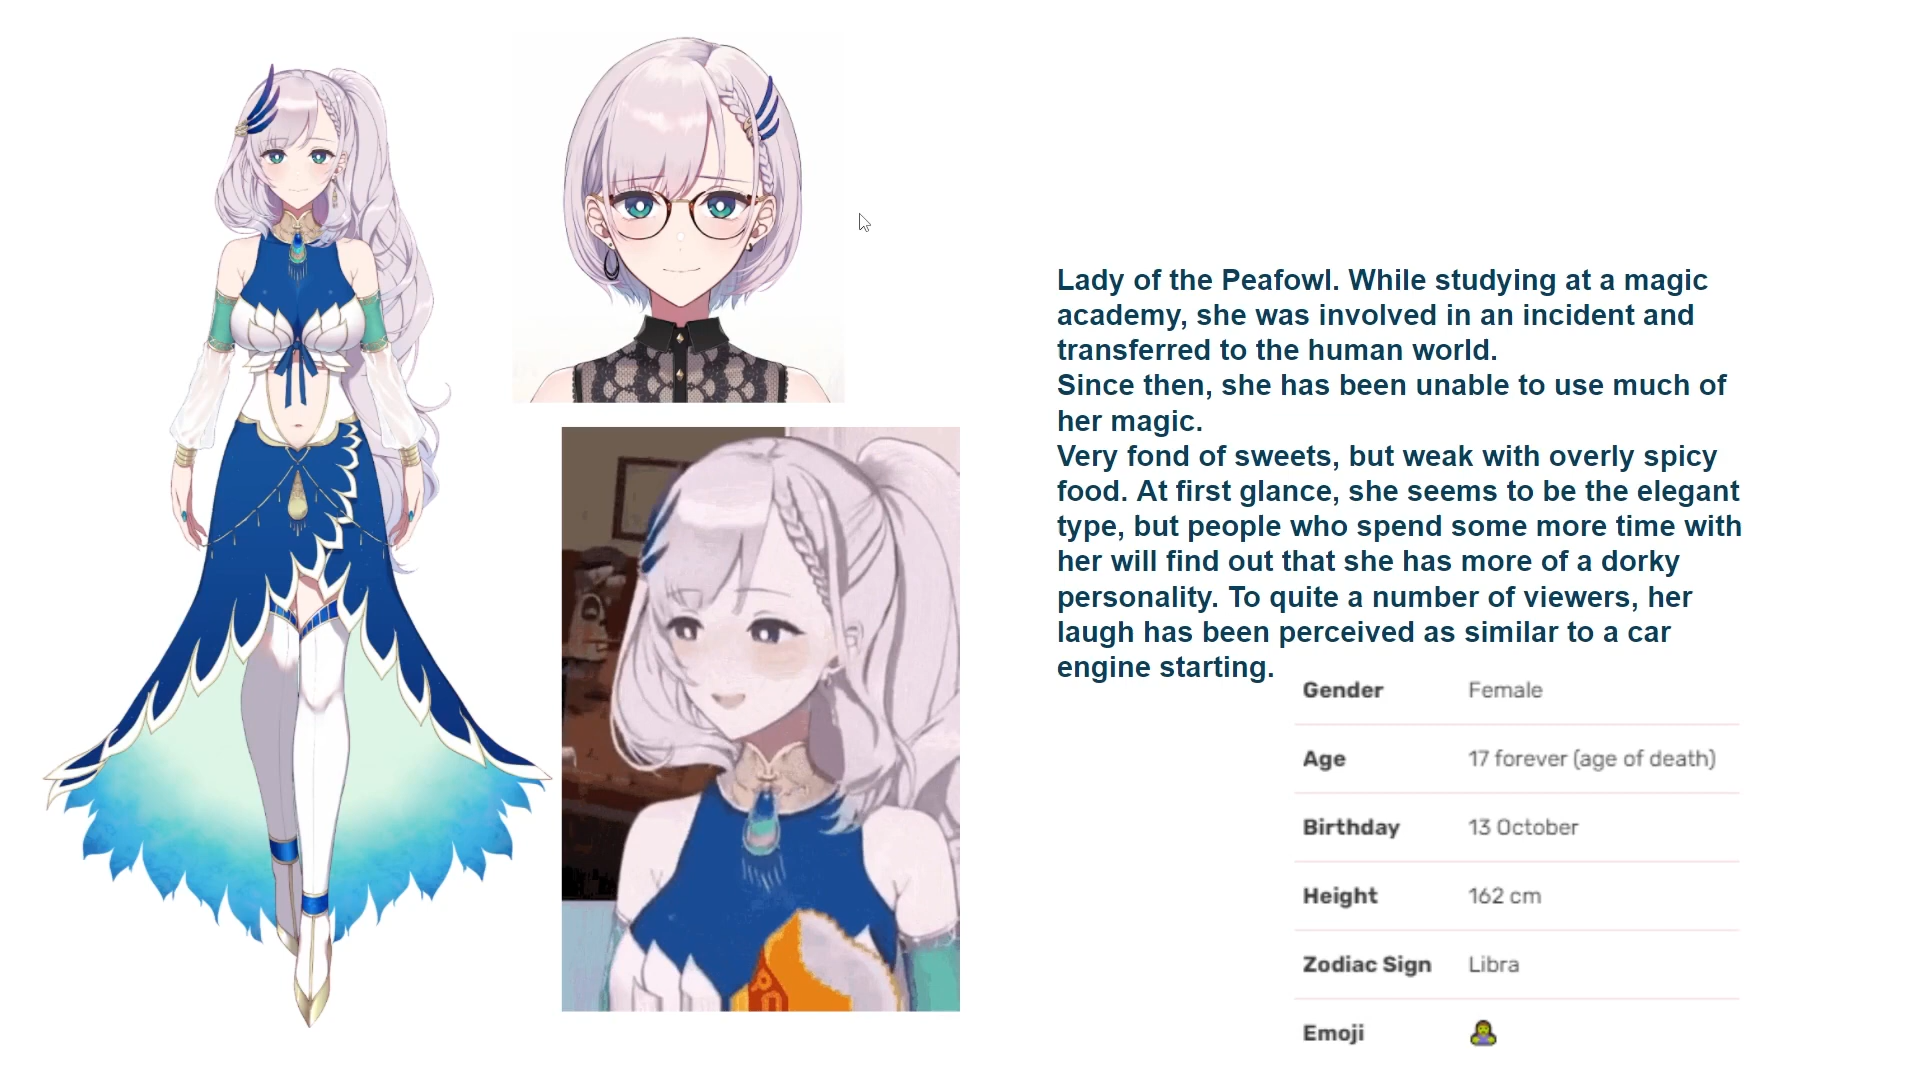 Lady of the Peafowl. While studying at a magic
academy, she was involved in an incident and
transferred to the human world.
Since then, she has been unable to use much of
her magic.
Very fond of sweets, but weak with overly spicy
food. At first glance, she seems to be the elegant
type, but people who spend some more time with
her will find out that she has more of a dorky
personality. To quite a number of viewers, her
laugh has been perceived as similar to a car
engine starting.
Gender Female
Age 17 forever (age of death)
Birthday 13 October
Height 162 cm
Zodiac Sign Libra
Emoji 🧟‍♀️